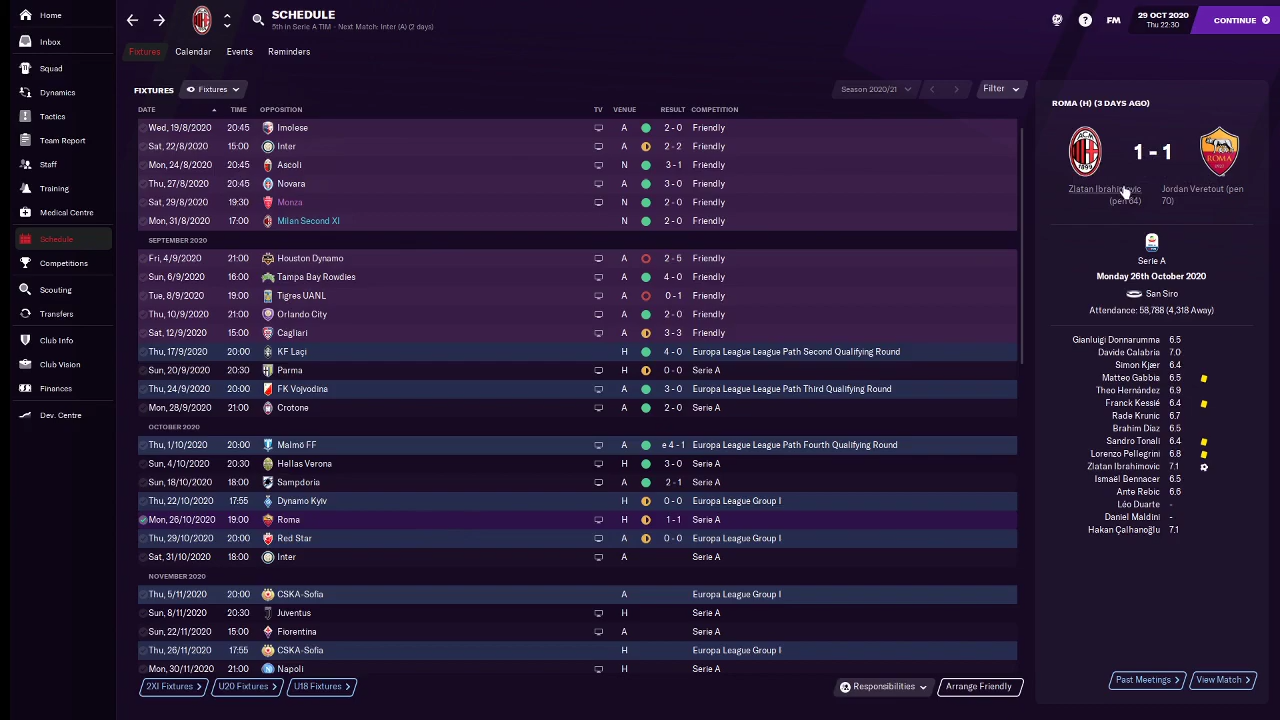 Home
Inbox
Squad
Dynamics
Tactics
Team Report
Staff
Training
Medical Centre
Schedule
Competitions
Scouting
Transfers
Club Info
Club Vision
Finances
Dev. Centre
SCHEDULE
5th in Serie A TIM - Next Match: Inter (A) (2 days)
FM
29 OCT 2020
Thu 22:30
CONTINUE
Fixtures Calendar Events Reminders
FIXTURES Fixtures Season 2020/21 Filter
DATE TIME OPPOSITION TV VENUE RESULT COMPETITION
Wed, 19/8/2020 20:45 Imolese A 2 - 0 Friendly
Sat, 22/8/2020 15:00 Inter A 2 - 2 Friendly
Mon, 24/8/2020 20:45 Ascoli N 3 - 1 Friendly
Thu, 27/8/2020 20:45 Novara A 2 - 0 Friendly
Sat, 29/8/2020 19:30 Monza N 2 - 0 Friendly
Mon, 31/8/2020 17:00 Milan Second XI N 2 - 0 Friendly
SEPTEMBER 2020
Fri, 4/9/2020 21:00 Houston Dynamo A 2 - 5 Friendly
Sun, 6/9/2020 16:00 Tampa Bay Rowdies A 4 - 0 Friendly
Tue, 8/9/2020 19:00 Tigres UANL A 0 - 1 Friendly
Thu, 10/9/2020 21:00 Orlando City A 2 - 0 Friendly
Sat, 12/9/2020 15:00 Cagliari A 3 - 3 Friendly
Thu, 17/9/2020 20:00 KF Laçi H 4 - 0 Europa League League Path Second Qualifying Round
Sun, 20/9/2020 20:30 Parma H 0 - 0 Serie A
Thu, 24/9/2020 20:00 FK Vojvodina H 3 - 0 Europa League League Path Third Qualifying Round
Mon, 28/9/2020 21:00 Crotone A 2 - 0 Serie A
OCTOBER 2020
Thu, 1/10/2020 20:00 Malmö FF A e 4 - 1 Europa League League Path Fourth Qualifying Round
Sun, 4/10/2020 20:30 Hellas Verona H 3 - 0 Serie A
Sun, 18/10/2020 18:00 Sampdoria H 2 - 1 Serie A
Thu, 22/10/2020 17:55 Dynamo Kyiv H 0 - 0 Europa League Group I
Mon, 26/10/2020 19:00 Roma H 1 - 1 Serie A
Thu, 29/10/2020 20:00 Red Star A 0 - 0 Europa League Group I
Sat, 31/10/2020 18:00 Inter A Serie A
NOVEMBER 2020
Thu, 5/11/2020 20:00 CSKA-Sofia A Europa League Group I
Sun, 8/11/2020 20:30 Juventus H Serie A
Sun, 22/11/2020 15:00 Fiorentina A Serie A
Thu, 26/11/2020 17:55 CSKA-Sofia H Europa League Group I
Mon, 30/11/2020 21:00 Napoli H Serie A
2XI Fixtures U20 Fixtures U18 Fixtures Responsibilities Arrange Friendly
ROMA (H) (3 DAYS AGO)
1 - 1
Zlatan Ibrahimovic
(pen 64)
Jordan Veretout (pen
70)
Serie A
Monday 26th October 2020
San Siro
Attendance: 58,788 (4,318 Away)
Gianluigi Donnarumma 6.5
Davide Calabria 7.0
Simon Kjær 6.4
Matteo Gabbia 6.5
Theo Hernández 6.9
Franck Kessié 6.4
Rade Krunic 6.7
Brahim Díaz 6.5
Sandro Tonali 6.4
Lorenzo Pellegrini 6.8
Zlatan Ibrahimovic 7.1
Ismaël Bennacer 6.5
Ante Rebic 6.6
Léo Duarte -
Daniel Maldini -
Hakan Çalhanoğlu 7.1
Past Meetings View Match